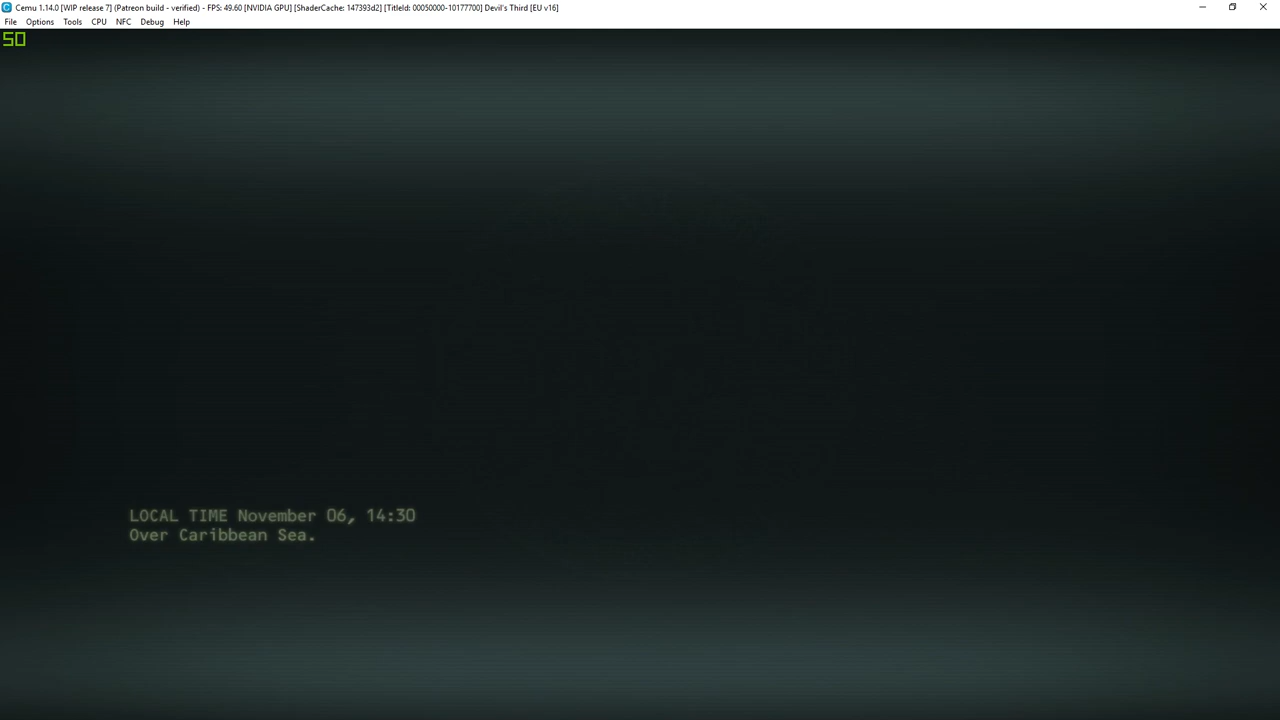 Cemu 1.14.0 [WIP release 7] (Patreon build - verified) - FPS: 49.60 [NVIDIA GPU] [ShaderCache: 147393d2] [TitleId: 00050000-10177700] Devil's Third [EU v16]
File Options Tools CPU NFC Debug Help
50
LOCAL TIME November 06, 14:30
Over Caribbean Sea.